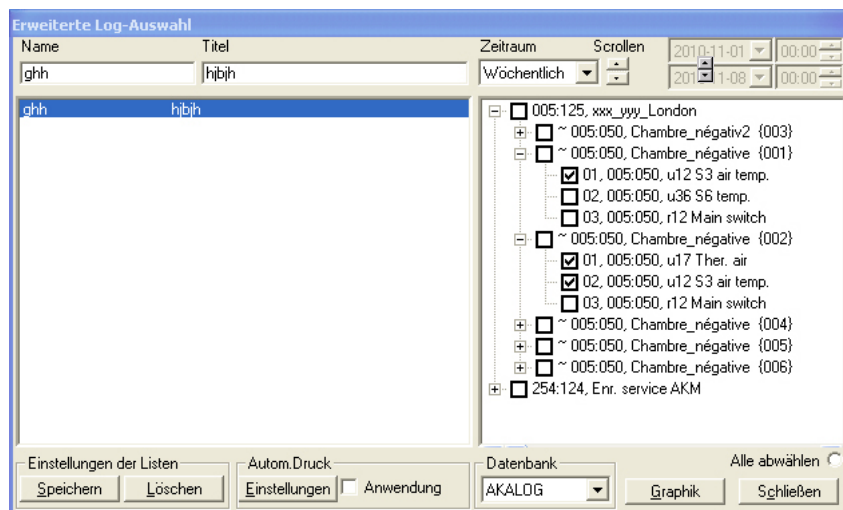 Erweiterte Log-Auswahl
Name Titel Zeitraum Scrollen 2010-11-01 00:00
ghh hjbjh Wöchentlich 201 1-08 00:00
ghh hjbjh
005:125, xxx_yyy_London
~ 005:050, Chambre_négativ2 {003}
~ 005:050, Chambre_négative {001}
01, 005:050, u12 S3 air temp.
02, 005:050, u36 S6 temp.
03, 005:050, r12 Main switch
~ 005:050, Chambre_négative {002}
01, 005:050, u17 Ther. air
02, 005:050, u12 S3 air temp.
03, 005:050, r12 Main switch
~ 005:050, Chambre_négative {004}
~ 005:050, Chambre_négative {005}
~ 005:050, Chambre_négative {006}
254:124, Enr. service AKM
Einstellungen der Listen Autom.Druck Datenbank Alle abwählen
Speichern Löschen Einstellungen Anwendung AKALOG Graphik Schließen